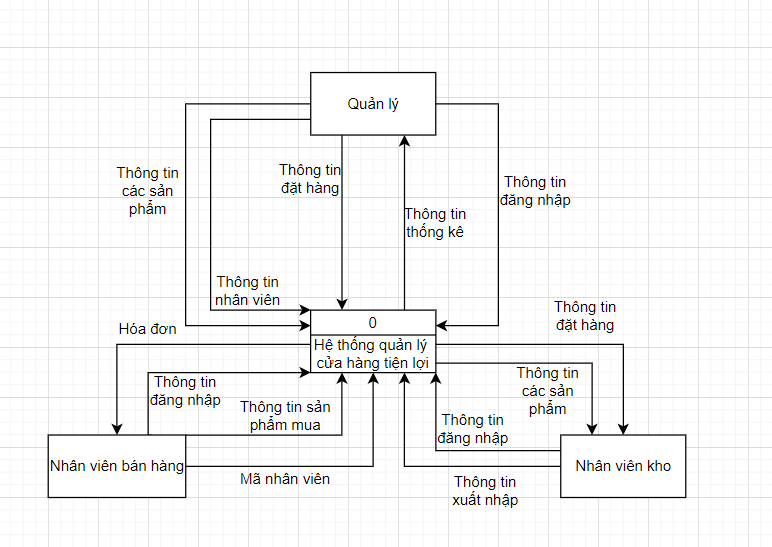 Quản lý
Thông tin
các sản
phẩm
Thông tin
đặt hàng
Thông tin
đăng nhập
Thông tin
thống kê
Thông tin
nhân viên
0
Hệ thống quản lý
cửa hàng tiện lợi
Hóa đơn
Thông tin
đặt hàng
Thông tin
đăng nhập
Thông tin
các sản
phẩm
Thông tin sản
phẩm mua
Thông tin
đăng nhập
Nhân viên bán hàng
Mã nhân viên
Thông tin
xuất nhập
Nhân viên kho